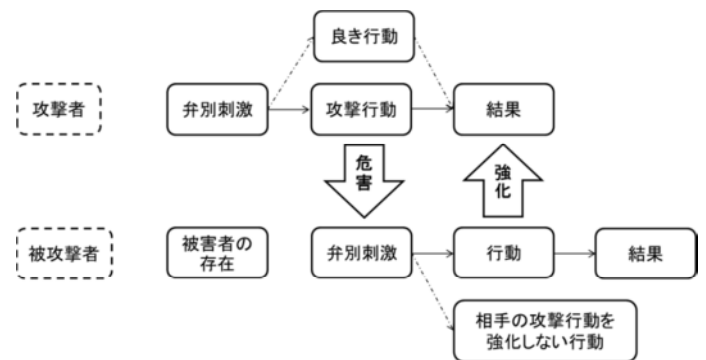 良き行動
攻撃者
弁別刺激
攻撃行動
結果
危害
強化
被攻撃者
被害者の
存在
弁別刺激
行動
結果
相手の攻撃行動を
強化しない行動